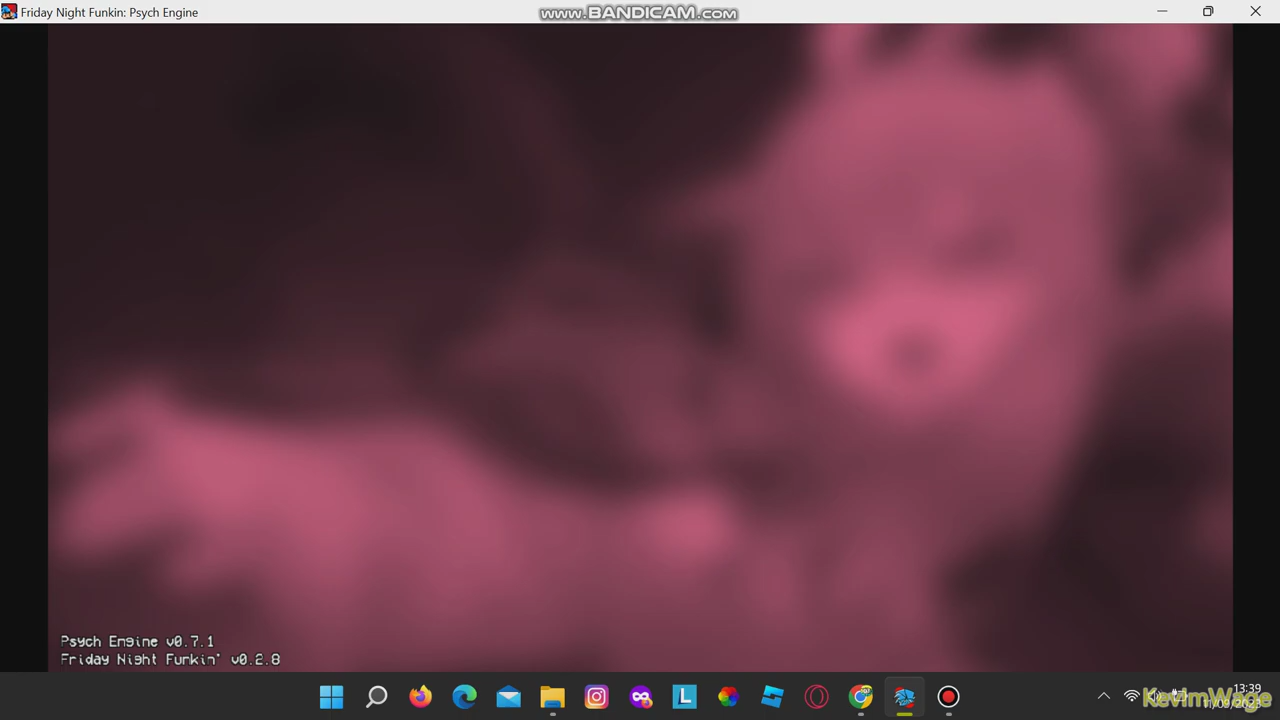 Friday Night Funkin: Psych Engine
www.BANDICAM.com
Psych Engine v0.7.1
Friday Night Funkin' v0.2.8
13:39
KevimWage